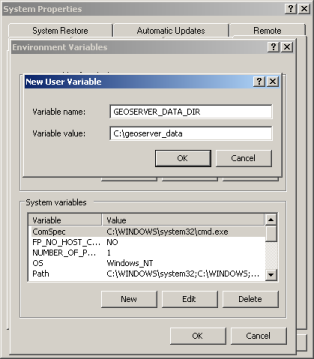 System Properties
System Restore
Automatic Updates
Remote
Environment Variables
New User Variable
Variable name:
GEOSERVER_DATA_DIR
Variable value:
C:\geoserver_data
OK
Cancel
System variables
Variable
Value
ComSpec
C:\WINDOWS\system32\cmd.exe
FP_NO_HOST_C...
NO
NUMBER_OF_P...
1
OS
Windows_NT
Path
C:\WINDOWS\system32;C:\WINDOWS;...
New
Edit
Delete
OK
Cancel